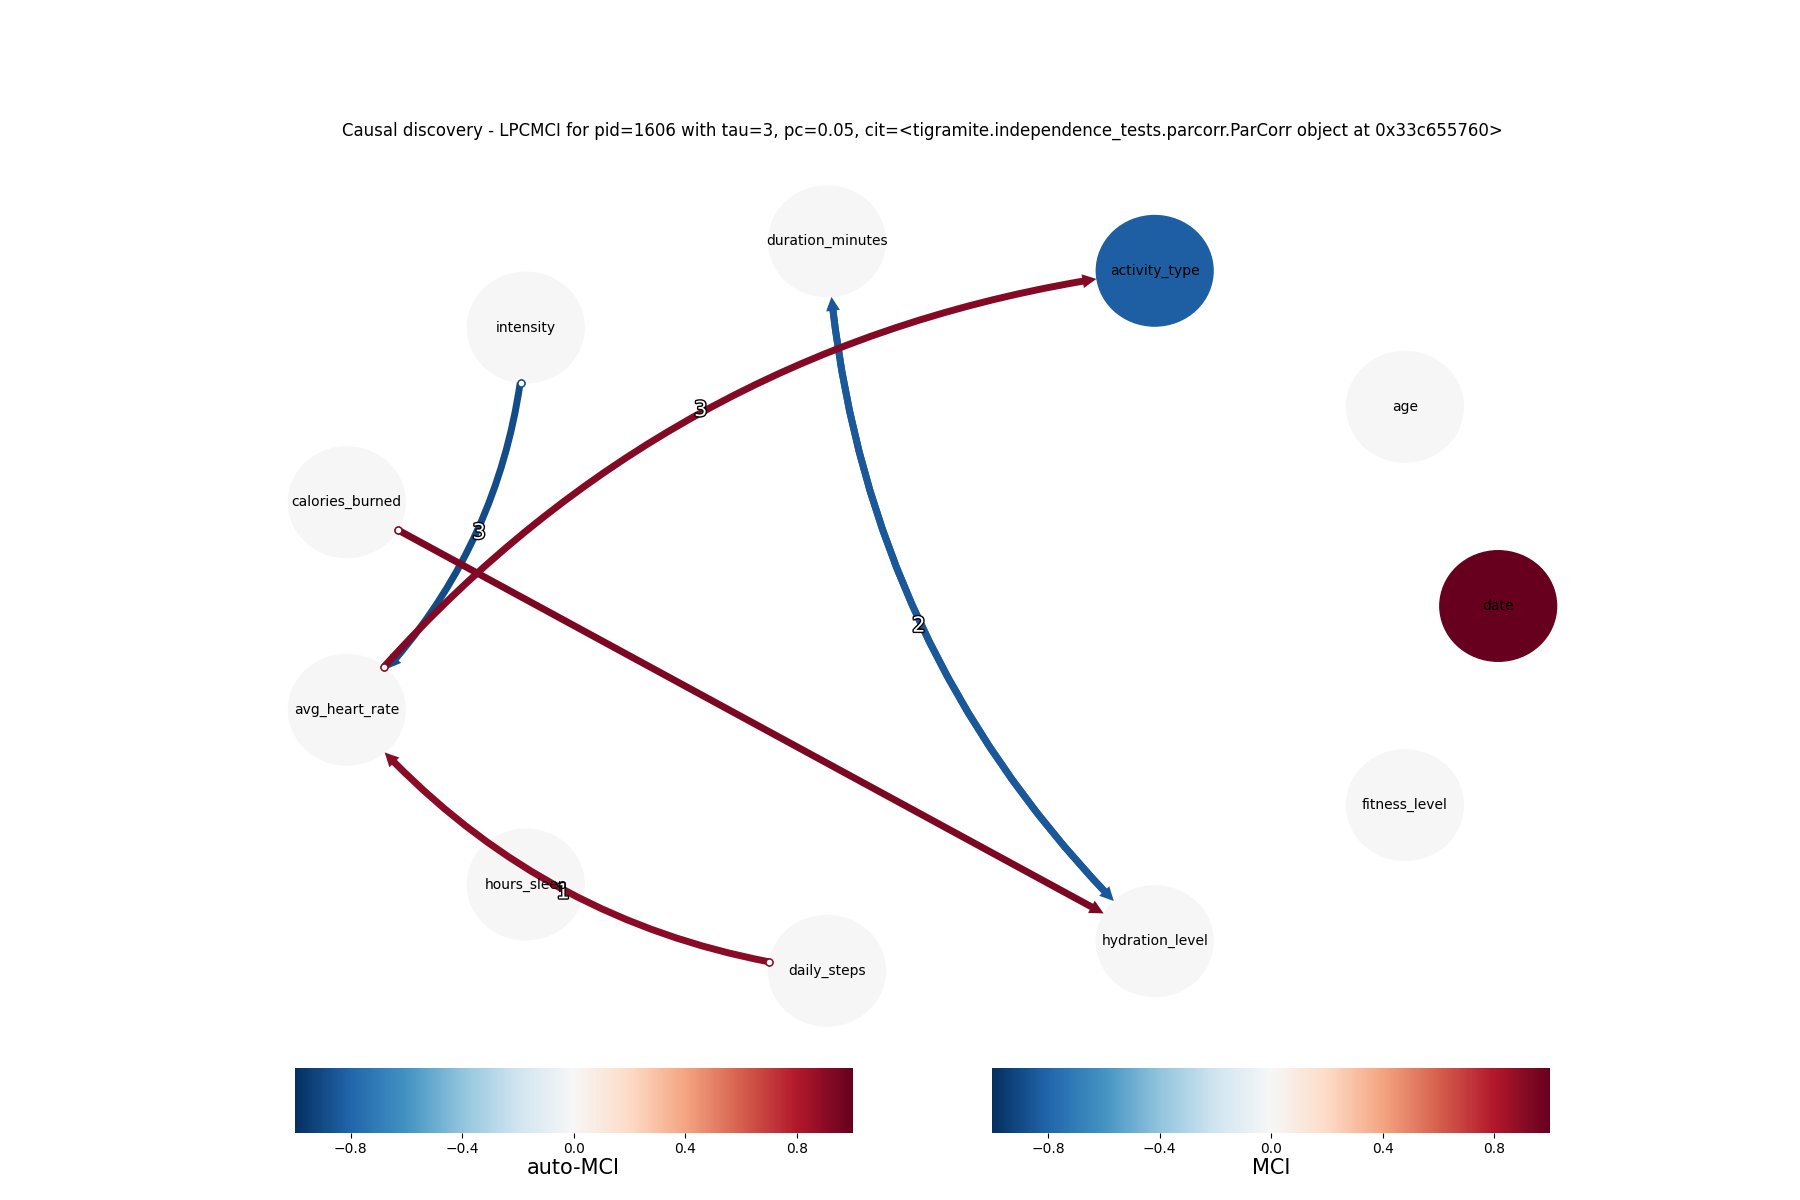 Causal discovery - LPCMCI for pid=1606 with tau=3, pc=0.05, cit=<tigramite.independence_tests.parcorr.ParCorr object at 0x33c655760>
duration_minutes
activity_type
intensity
age
3
calories_burned
3
date
2
avg_heart_rate
fitness_level
hours_sleep
1
hydration_level
daily_steps
−0.8 −0.4 0.0 0.4 0.8
auto-MCI
−0.8 −0.4 0.0 0.4 0.8
MCI